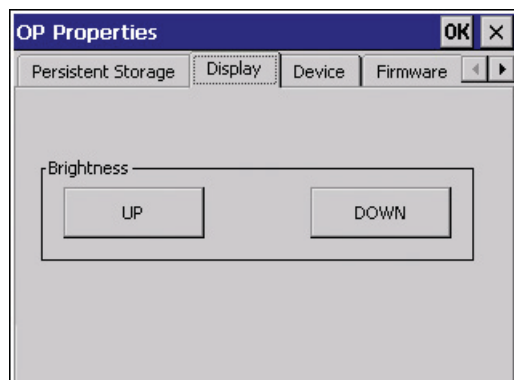 OP Properties OK ×
Persistent Storage Display Device Firmware
Brightness
UP DOWN